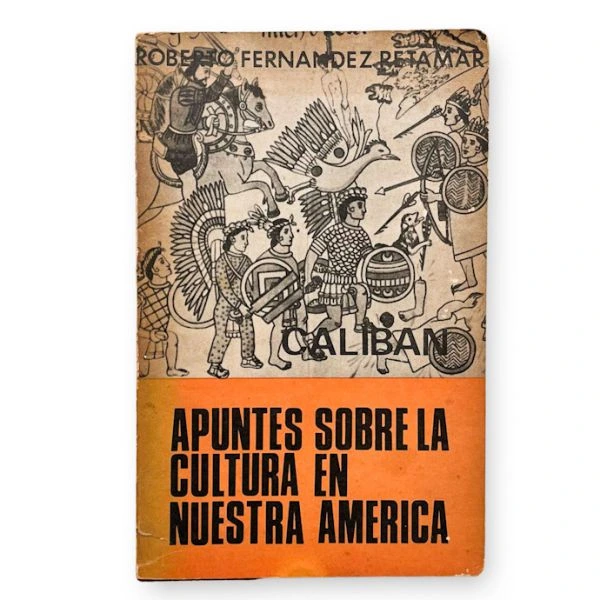 ROBERTO FERNANDEZ RETAMAR
CALIBAN
APUNTES SOBRE LA
CULTURA EN
NUESTRA AMERICA